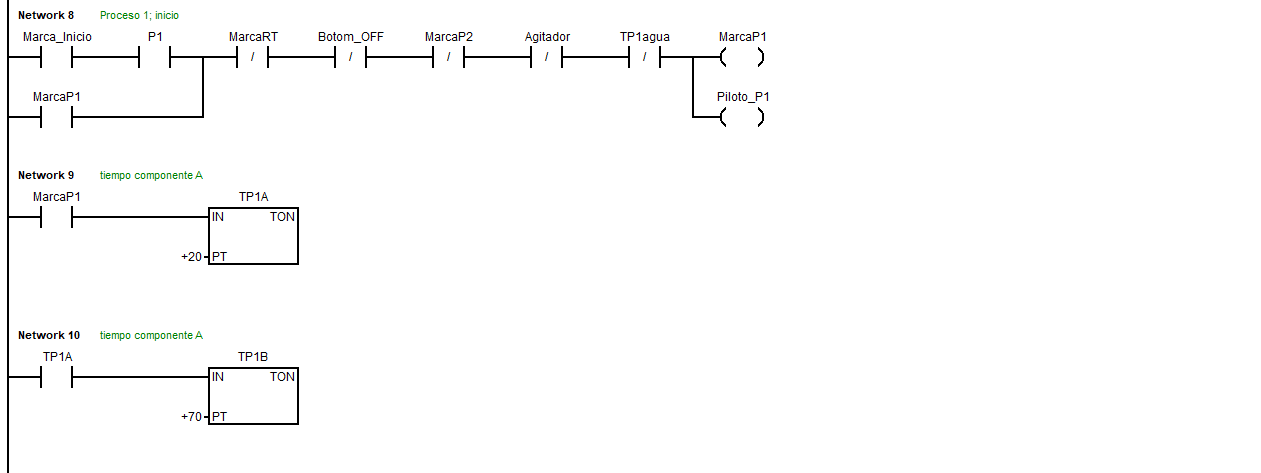 Network 8 Proceso 1; inicio
Marca_Inicio P1 MarcaRT Botom_OFF MarcaP2 Agitador TP1agua MarcaP1
/ / / / /
MarcaP1 Piloto_P1
Network 9 tiempo componente A
MarcaP1 TP1A
IN TON
+20 PT
Network 10 tiempo componente A
TP1A TP1B
IN TON
+70 PT